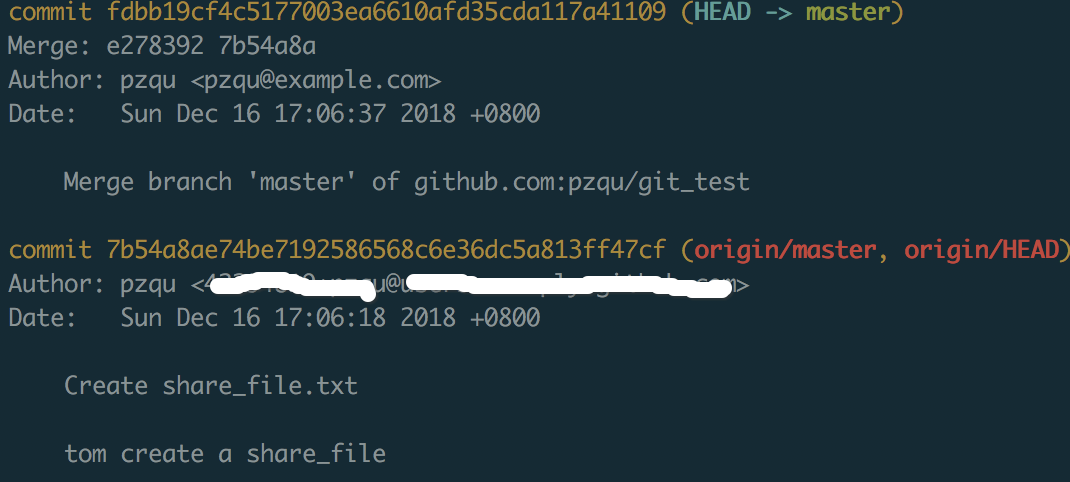 commit fdbb19cf4c5177003ea6610afd35cda117a41109 (HEAD -> master)
Merge: e278392 7b54a8a
Author: pzqu <pzqu@example.com>
Date:   Sun Dec 16 17:06:37 2018 +0800
Merge branch 'master' of github.com:pzqu/git_test
commit 7b54a8ae74be7192586568c6e36dc5a813ff47cf (origin/master, origin/HEAD)
Author: pzqu
Date:   Sun Dec 16 17:06:18 2018 +0800
Create share_file.txt
tom create a share_file